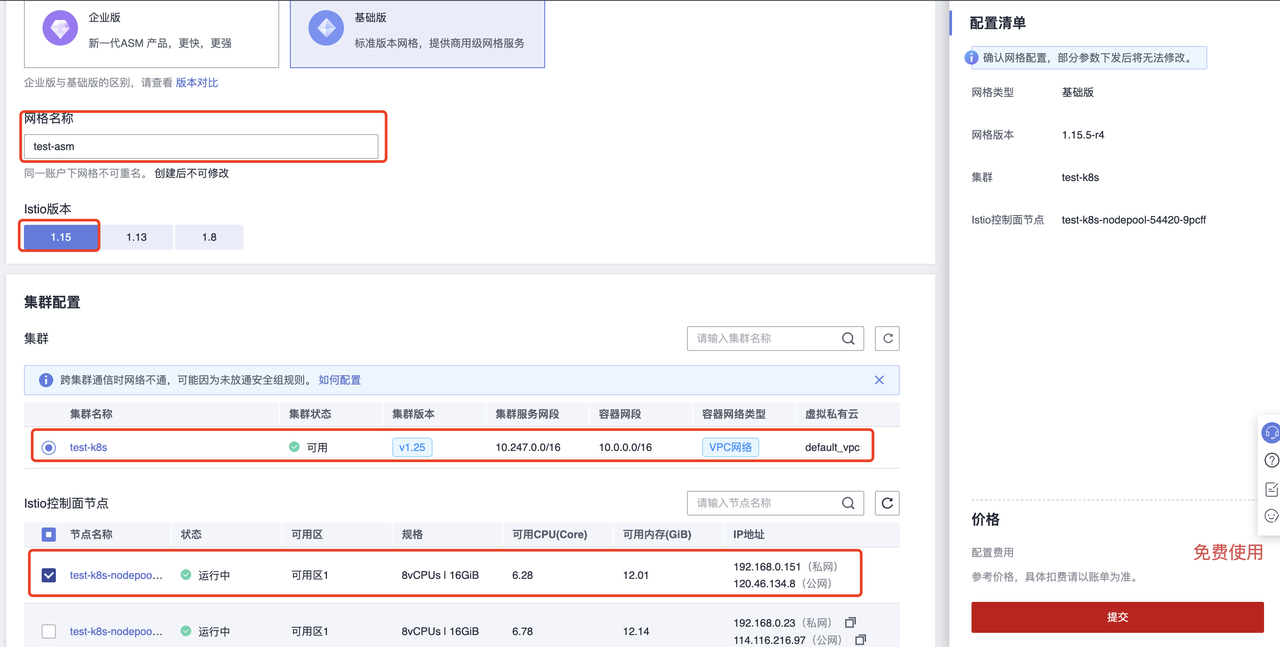 企业版
新一代ASM 产品，更快，更强
基础版
标准版本网格，提供商用级网格服务
企业版与基础版的区别，请查看 版本对比
网格名称
test-asm
同一账户下网格不可重名。 创建后不可修改
Istio版本
1.15 1.13 1.8
集群配置
集群
请输入集群名称
跨集群通信时网络不通，可能因为未放通安全组规则。 如何配置
集群名称 集群状态 集群版本 集群服务网段 容器网段 容器网络类型 虚拟私有云
test-k8s 可用 v1.25 10.247.0.0/16 10.0.0.0/16 VPC网络 default_vpc
Istio控制面节点
请输入节点名称
节点名称 状态 可用区 规格 可用CPU(Core) 可用内存(GiB) IP地址
test-k8s-nodepoo... 运行中 可用区1 8vCPUs | 16GiB 6.28 12.01 192.168.0.151 （私网）
120.46.134.8 （公网）
test-k8s-nodepoo... 运行中 可用区1 8vCPUs | 16GiB 6.78 12.14 192.168.0.23 （私网）
114.116.216.97 （公网）
配置清单
确认网格配置，部分参数下发后将无法修改。
网格类型 基础版
网格版本 1.15.5-r4
集群 test-k8s
Istio控制面节点 test-k8s-nodepool-54420-9pcff
价格
配置费用 免费使用
参考价格，具体扣费请以账单为准。
提交